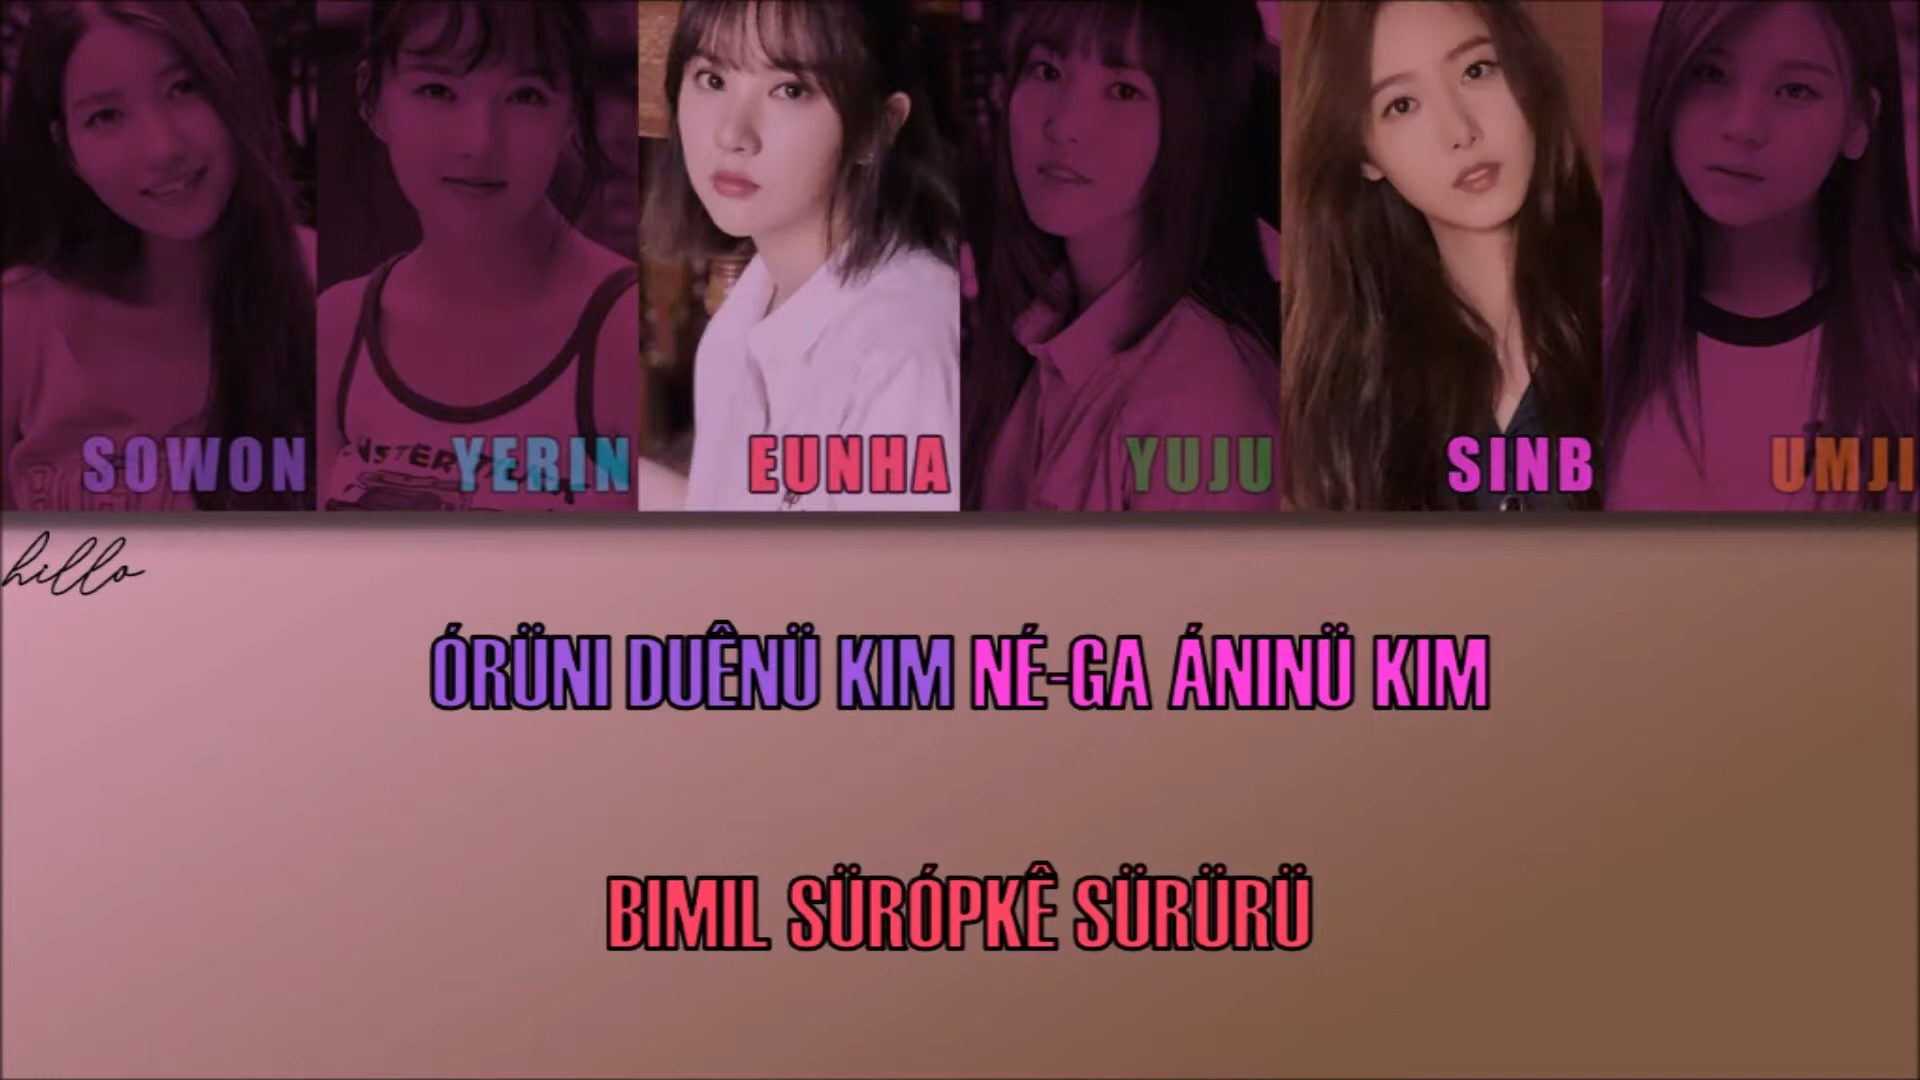 SOWON YERIN EUNHA YUJU SINB UMJI
hillo
ÓRÜNI DUÊNÜ KIM NÉ-GA ÁNINÜ KIM
BIMIL SÜRÓPKÊ SÜRÜRÜ